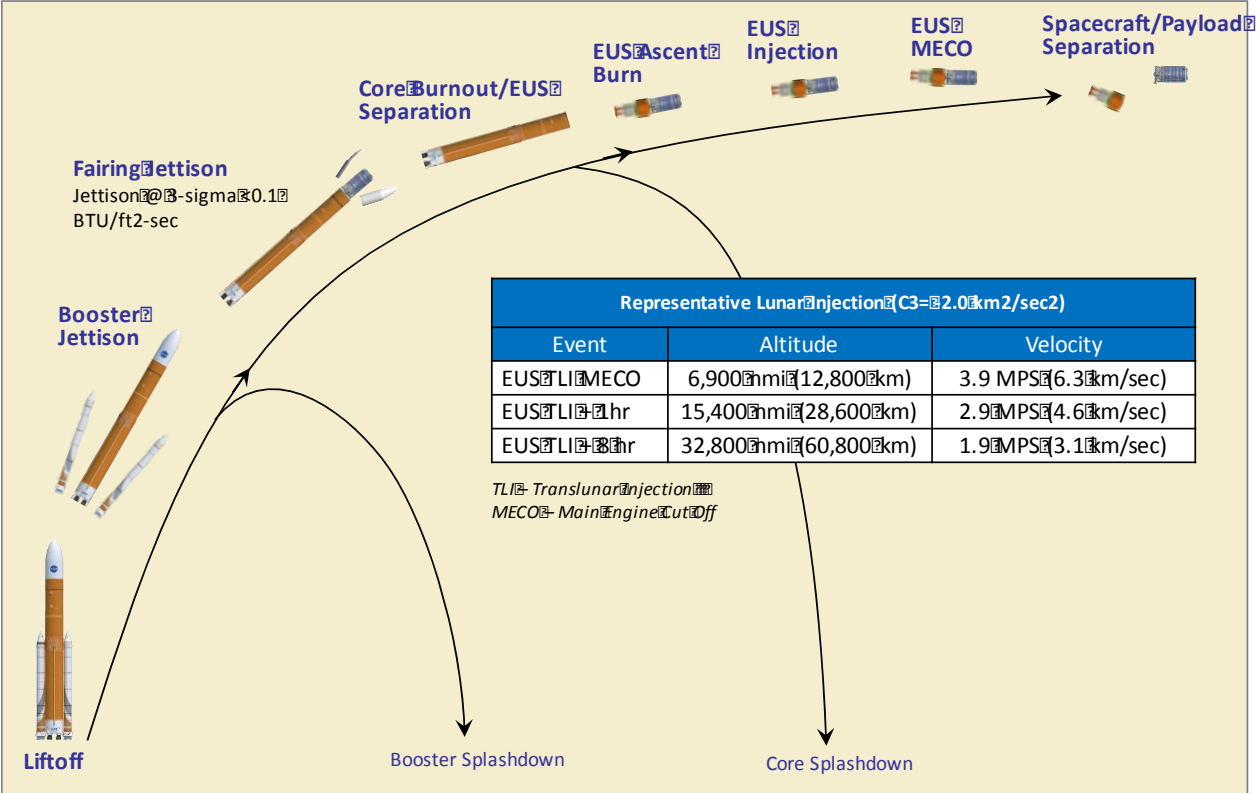 Spacecraft/Payload
Separation
EUS
MECO
EUS
Injection
EUS Ascent
Burn
Core Burnout/EUS
Separation
Fairing Jettison
Jettison @ 3-sigma <0.1
BTU/ft2-sec
Booster
Jettison
Representative Lunar Injection (C3= -2.0 km2/sec2)
Event Altitude Velocity
EUS TLI MECO 6,900 nmi (12,800 km) 3.9 MPS (6.3 km/sec)
EUS TLI + 1hr 15,400 nmi (28,600 km) 2.9 MPS (4.6 km/sec)
EUS TLI + 8 hr 32,800 nmi (60,800 km) 1.9 MPS (3.1 km/sec)
TLI – Translunar Injection
MECO – Main Engine Cut Off
Liftoff
Booster Splashdown
Core Splashdown